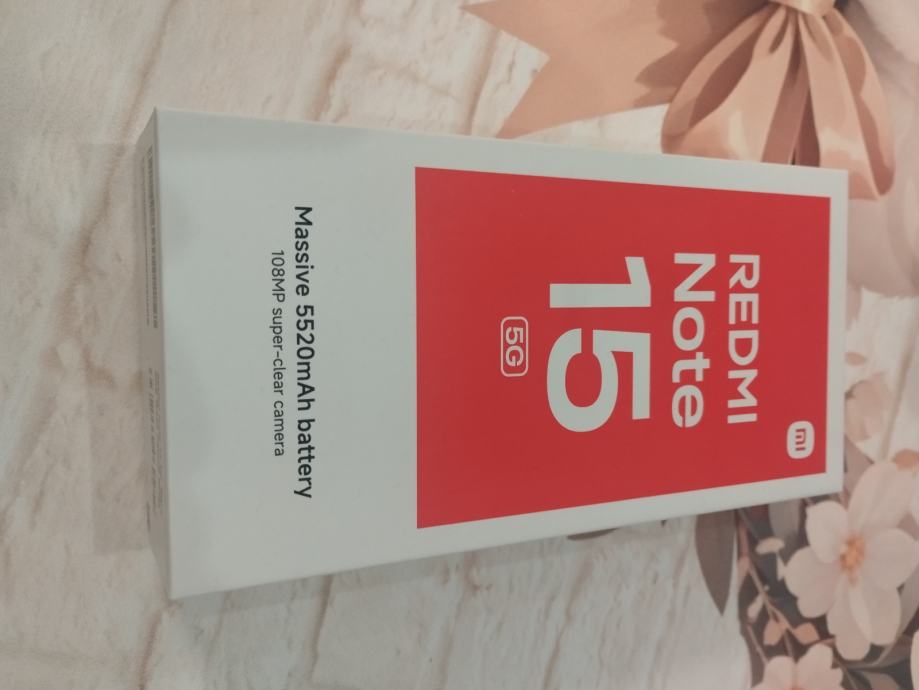 mi
REDMI
Note
15
5G
Massive 5520mAh battery
108MP super-clear camera